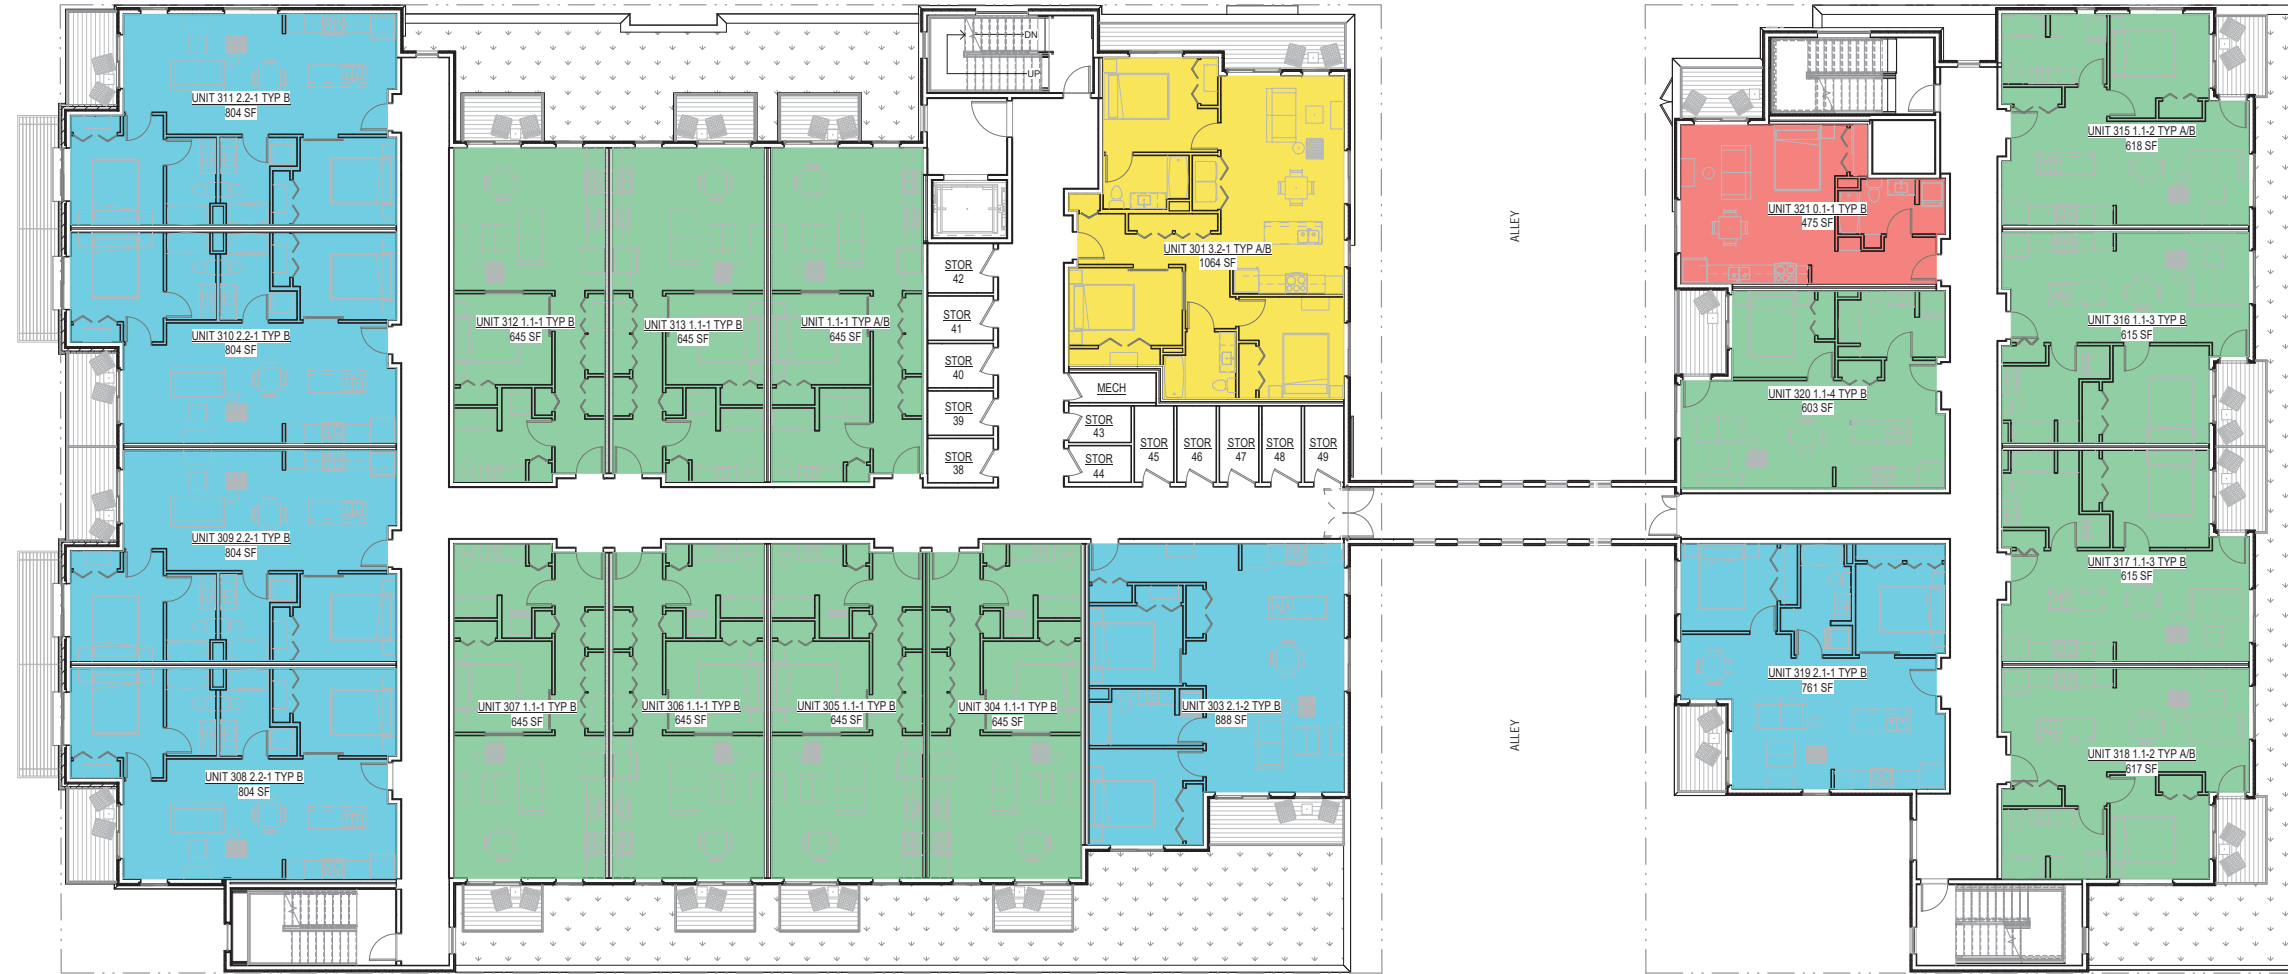 DN
UP
UNIT 311 2.2-1 TYP B
804 SF
UNIT 310 2.2-1 TYP B
804 SF
UNIT 309 2.2-1 TYP B
804 SF
UNIT 308 2.2-1 TYP B
804 SF
UNIT 312 1.1-1 TYP B
645 SF
UNIT 313 1.1-1 TYP B
645 SF
UNIT 1.1-1 TYP A/B
645 SF
STOR
42
STOR
41
STOR
40
STOR
39
STOR
38
UNIT 301 3.2-1 TYP A/B
1064 SF
MECH
STOR
43
STOR
44
STOR
45
STOR
46
STOR
47
STOR
48
STOR
49
UNIT 307 1.1-1 TYP B
645 SF
UNIT 306 1.1-1 TYP B
645 SF
UNIT 305 1.1-1 TYP B
645 SF
UNIT 304 1.1-1 TYP B
645 SF
UNIT 303 2.1-2 TYP B
888 SF
ALLEY
ALLEY
UNIT 321 0.1-1 TYP B
475 SF
UNIT 320 1.1-4 TYP B
603 SF
UNIT 319 2.1-1 TYP B
761 SF
UNIT 315 1.1-2 TYP A/B
618 SF
UNIT 316 1.1-3 TYP B
615 SF
UNIT 317 1.1-3 TYP B
615 SF
UNIT 318 1.1-2 TYP A/B
617 SF